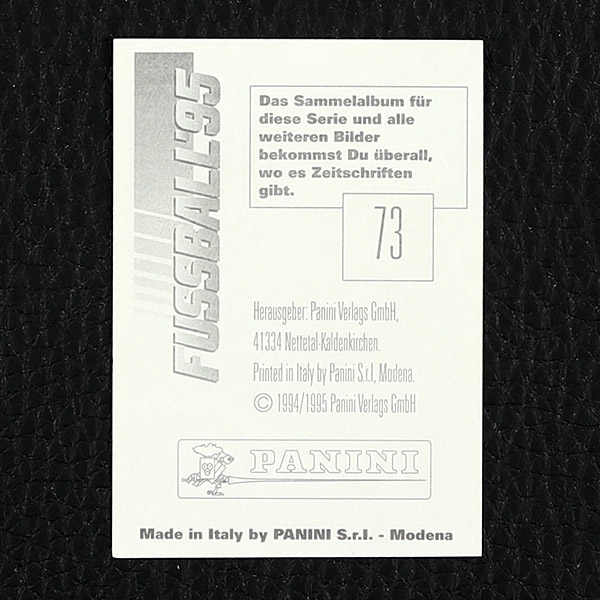 FUSSBALL'95
Das Sammelalbum für
diese Serie und alle
weiteren Bilder
bekommst Du überall,
wo es Zeitschriften
gibt.
73
Herausgeber: Panini Verlags GmbH,
41334 Nettetal-Kaldenkirchen.
Printed in Italy by Panini S.r.l, Modena.
© 1994/1995 Panini Verlags GmbH
PANINI
Made in Italy by PANINI S.r.l. - Modena